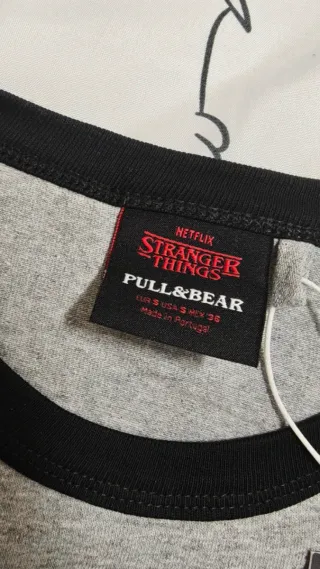 NETFLIX
STRANGER
THINGS
PULL&BEAR
EUR S USA S MEX '36
Made in Portugal